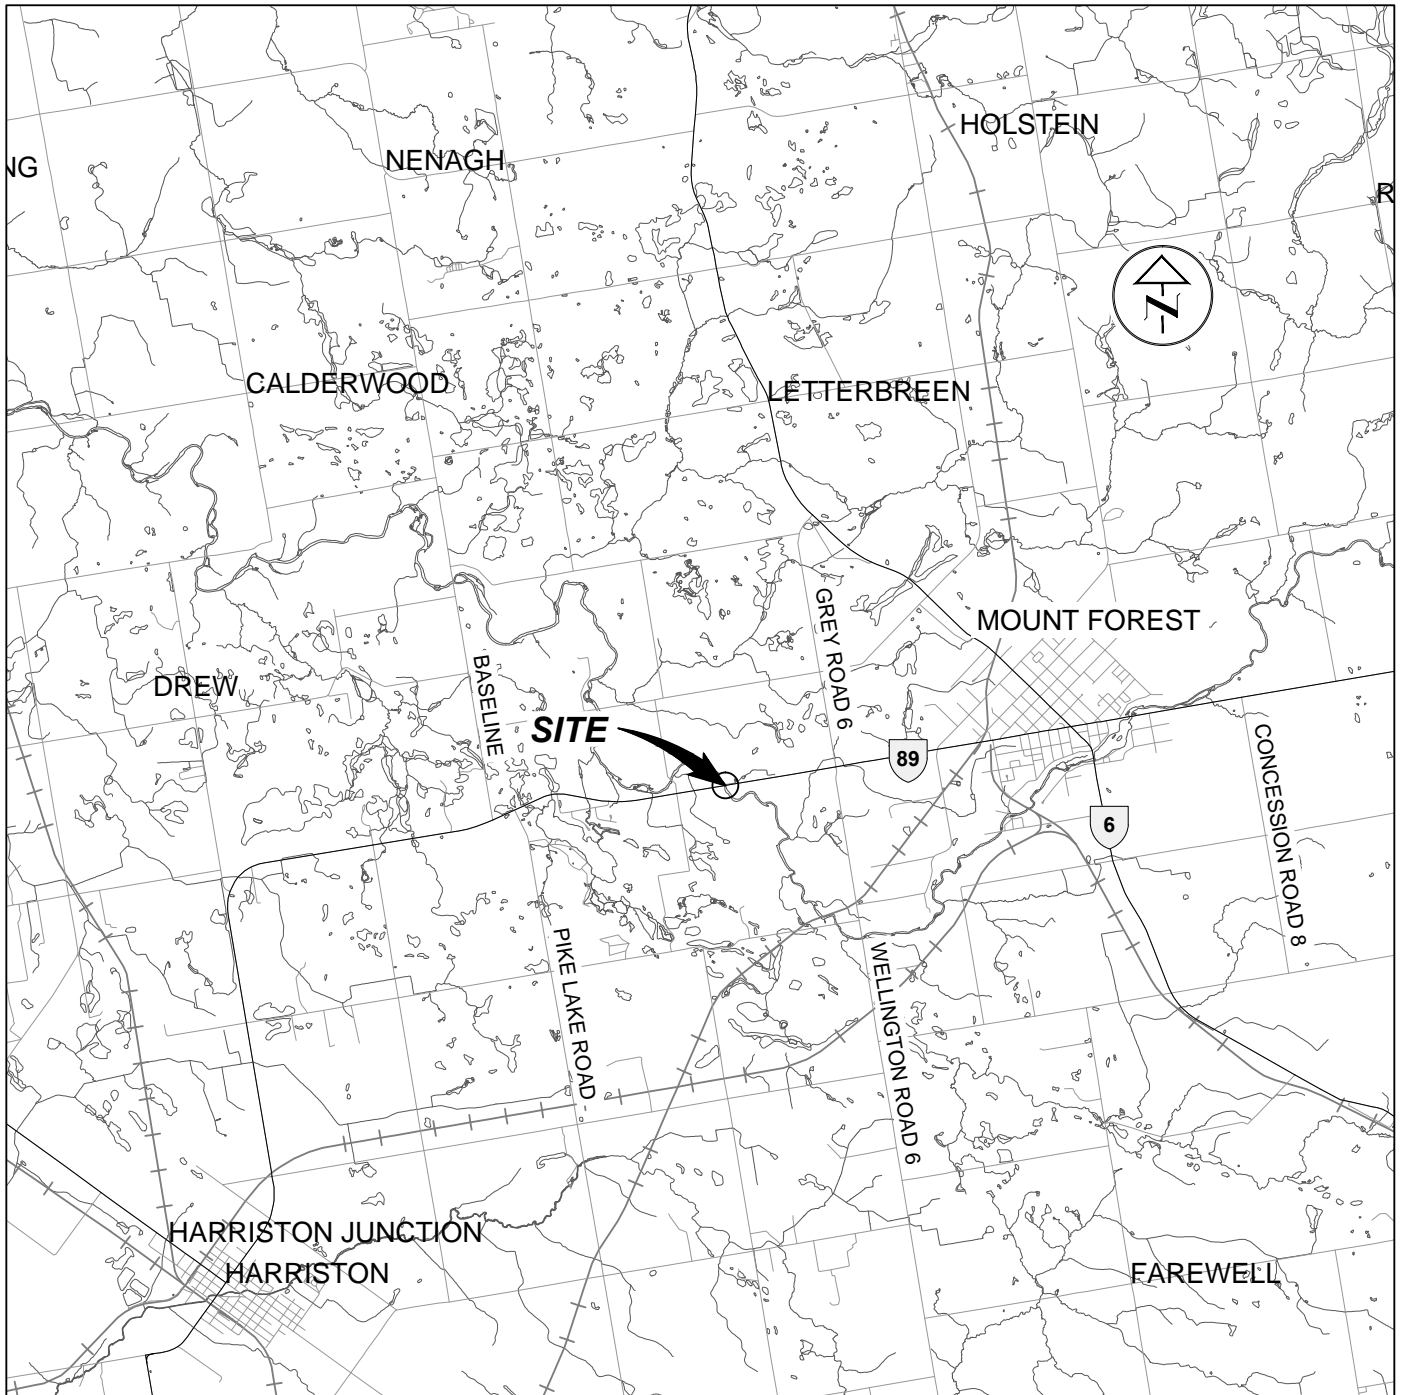 HOLSTEIN
NENAGH
NG
R
N
CALDERWOOD
LETTERBREEN
GREY ROAD 6
MOUNT FOREST
BASELINE
DREW
SITE
89
CONCESSION ROAD 8
6
PIKE LAKE ROAD
WELLINGTON ROAD 6
HARRISTON JUNCTION
HARRISTON
FAREWELL